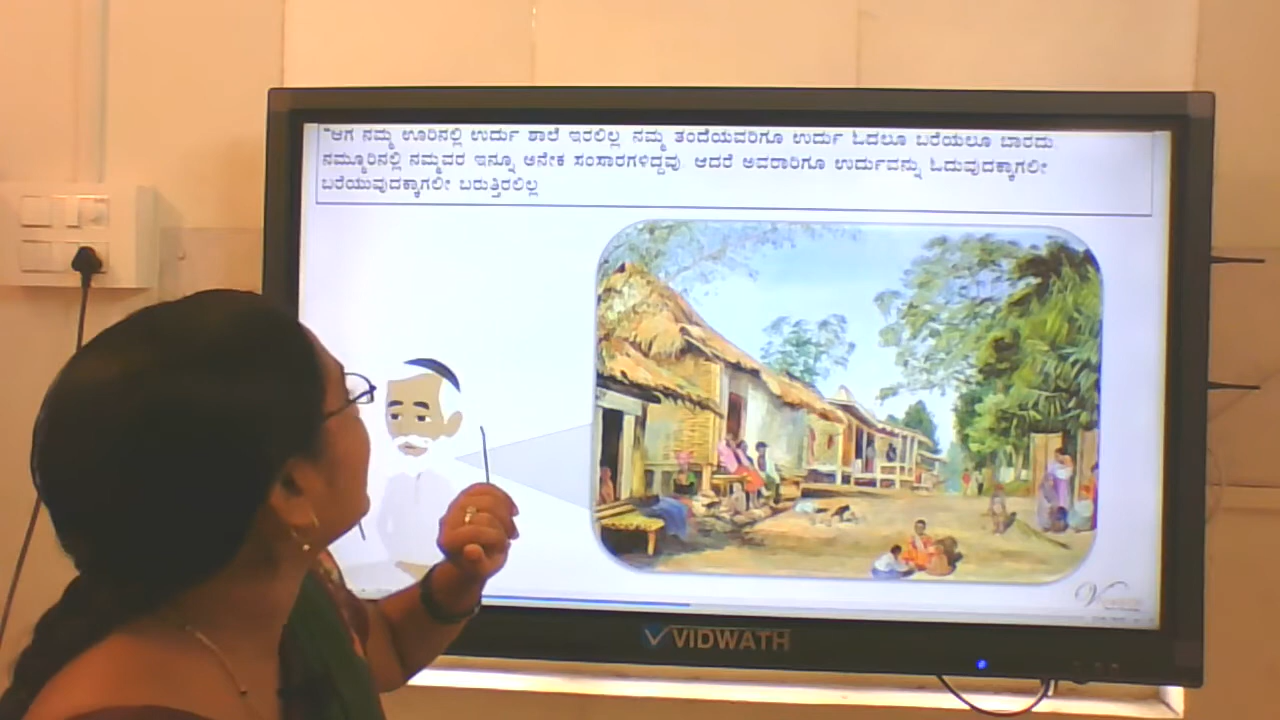 "ಆಗ ನಮ್ಮ ಊರಿನಲ್ಲಿ ಉರ್ದು ಶಾಲೆ ಇರಲಿಲ್ಲ. ನಮ್ಮ ತಂದೆಯವರಿಗೂ ಉರ್ದು ಓದಲೂ ಬರೆಯಲೂ ಬಾರದು.
ನಮ್ಮೂರಿನಲ್ಲಿ ನಮ್ಮವರ ಇನ್ನೂ ಅನೇಕ ಸಂಸಾರಗಳಿದ್ದವು. ಆದರೆ ಅವರಾರಿಗೂ ಉರ್ದುವನ್ನು ಓದುವುದಕ್ಕಾಗಲೀ
ಬರೆಯುವುದಕ್ಕಾಗಲೀ ಬರುತ್ತಿರಲಿಲ್ಲ.
VIDWATH